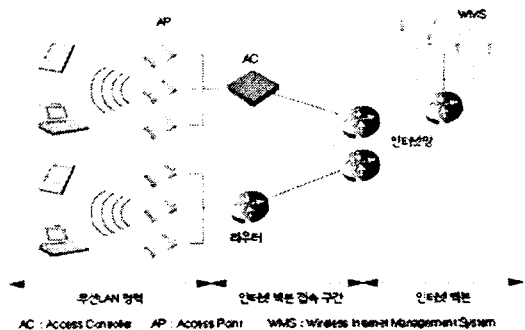 AP
WMS
AC
인터넷망
라우터
무선LAN 영역
인터넷 백본 접속 구간
인터넷 백본
AC : Access Controller AP : Access Point WMS : Wireless Internet Management System